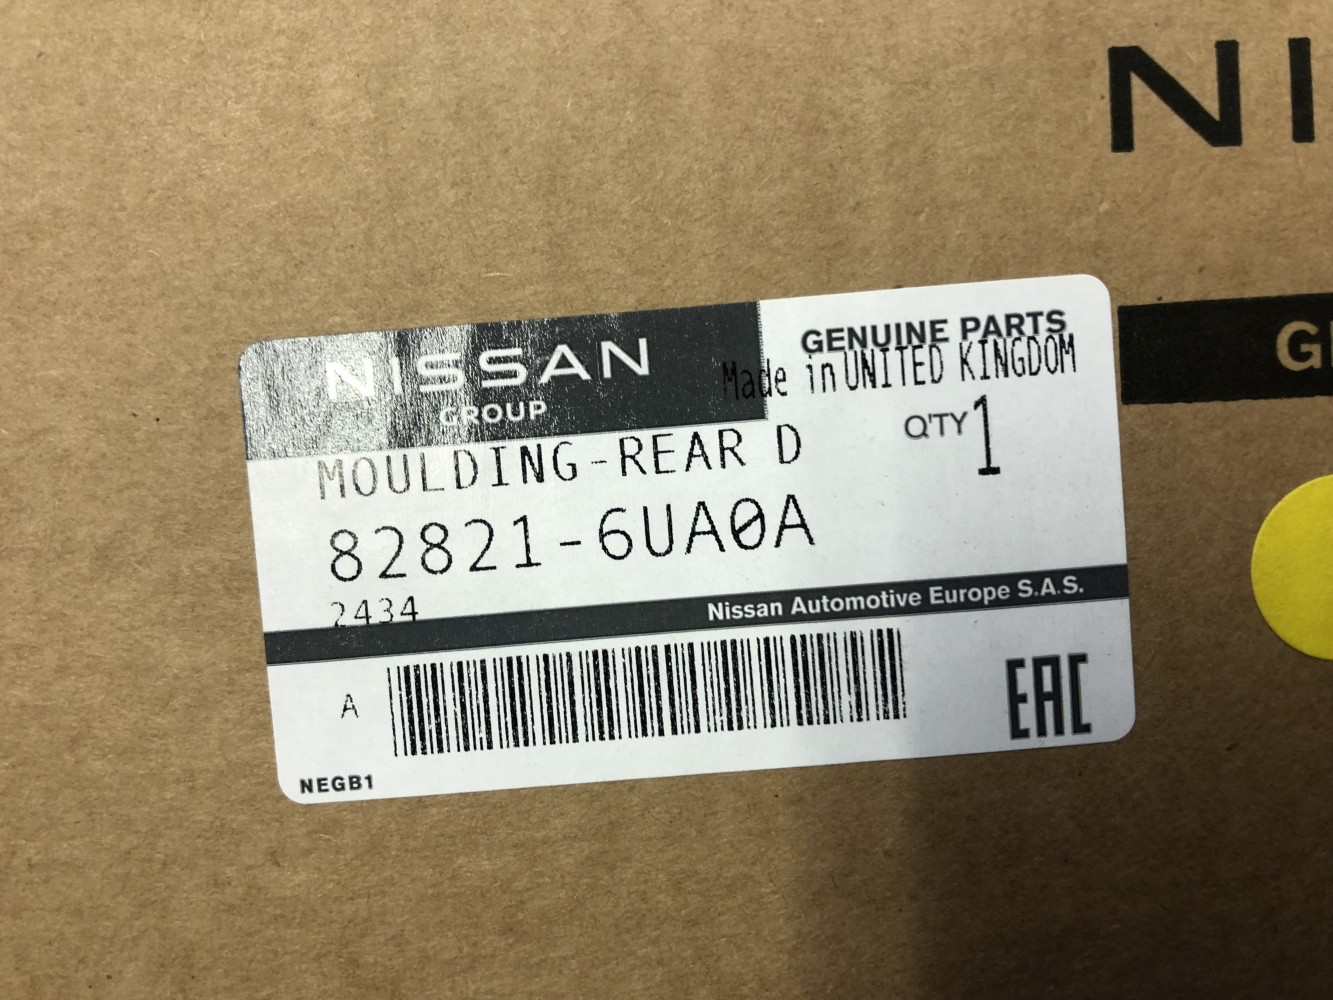 NI
NISSAN
GROUP
GENUINE PARTS
Made in UNITED KINGDOM
MOULDING-REAR D
Q'TY 1
82821-6UA0A
2434
Nissan Automotive Europe S.A.S.
A
EAC
NEGB1
G